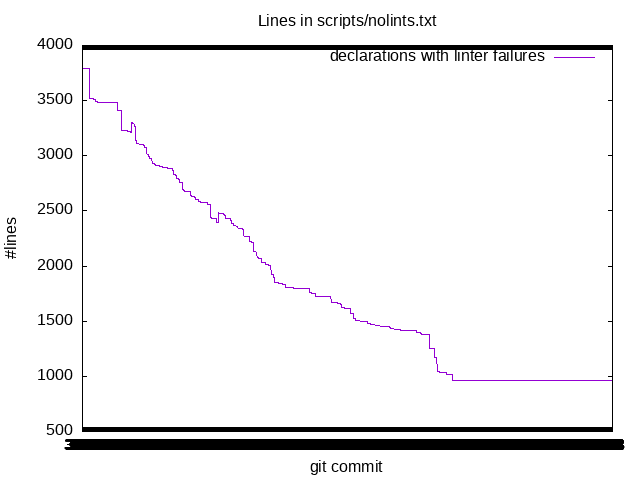 Lines in scripts/nolints.txt
4000
declarations with linter failures
3500
3000
2500
#lines
2000
1500
1000
500
git commit